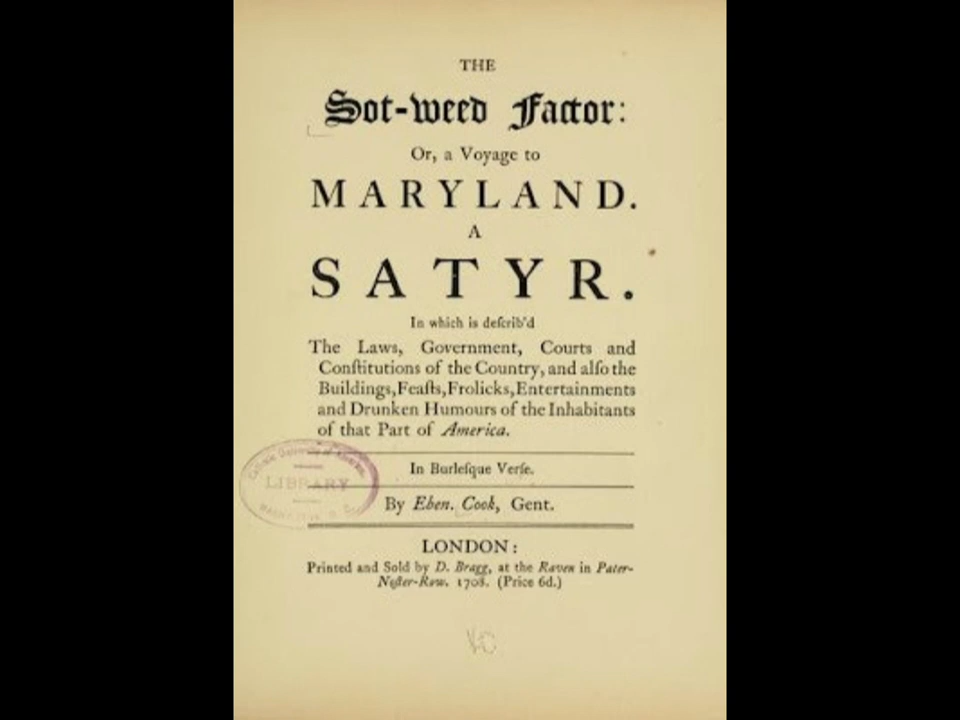 THE
Sot-weed Factor:
Or, a Voyage to
MARYLAND.
A
SATYR.
In which is deſcrib'd
The Laws, Government, Courts and
Conſtitutions of the Country, and alſo the
Buildings, Feaſts, Frolicks, Entertainments
and Drunken Humours of the Inhabitants
of that Part of America.
In Burleſque Verſe.
LIBRARY
By Eben. Cook, Gent.
LONDON:
Printed and Sold by D. Bragg, at the Raven in Pater-
Noſter-Row. 1708. (Price 6d.)